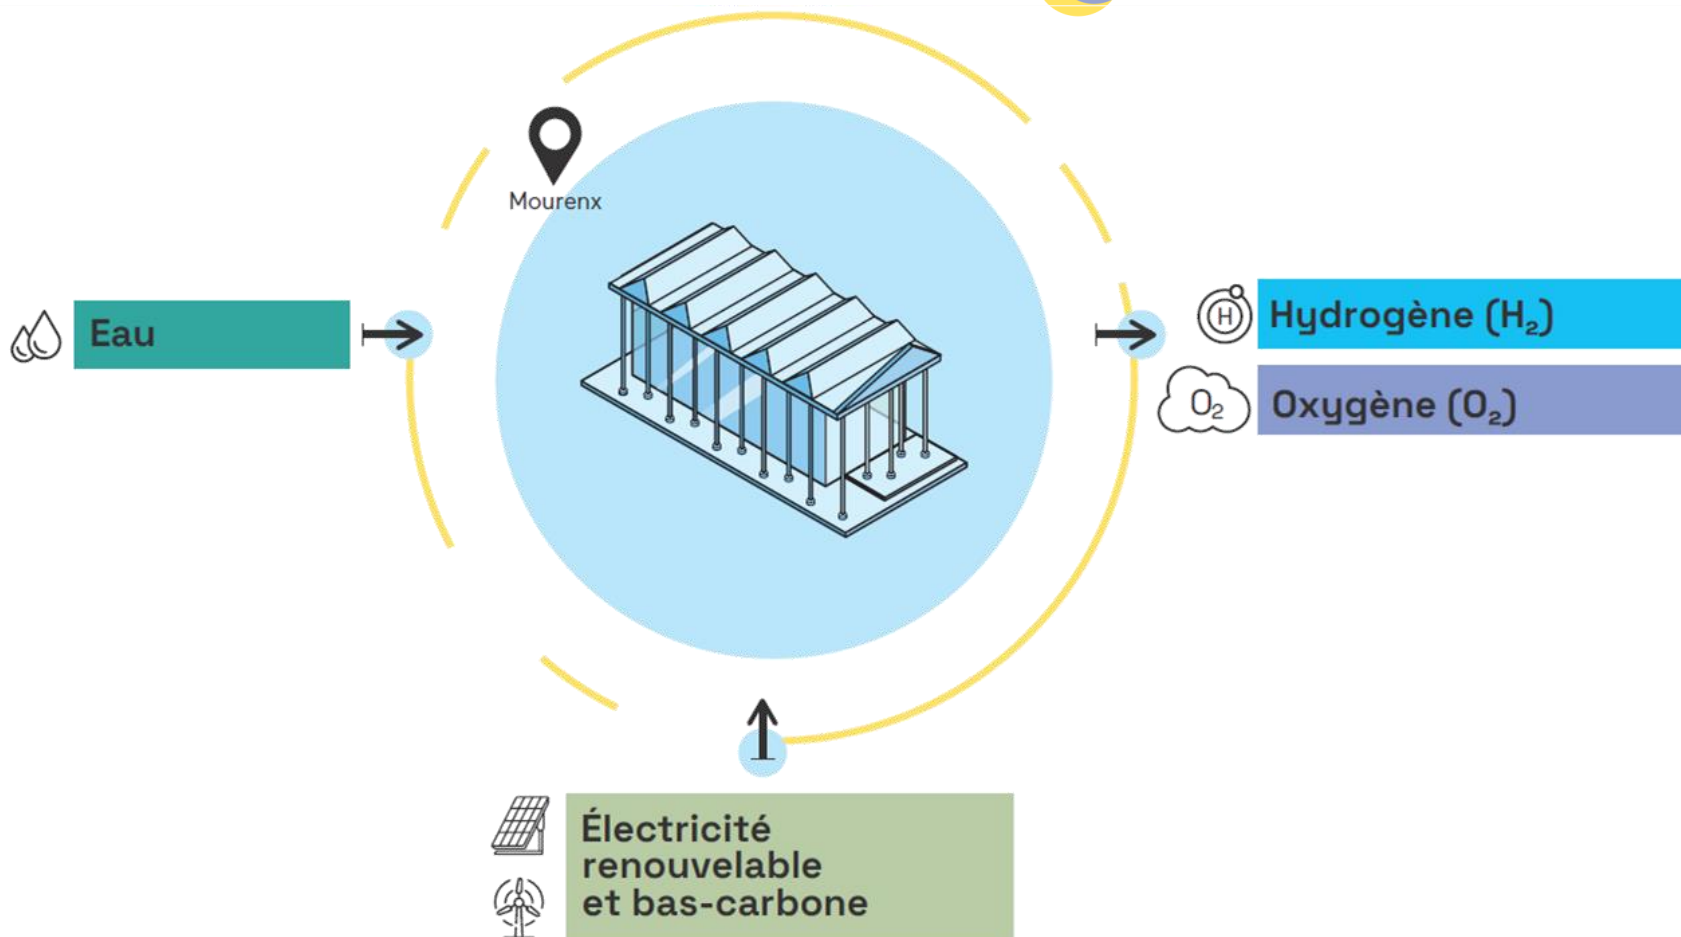 Mourenx
Eau
H
Hydrogène (H₂)
O₂
Oxygène (O₂)
Électricité
renouvelable
et bas-carbone